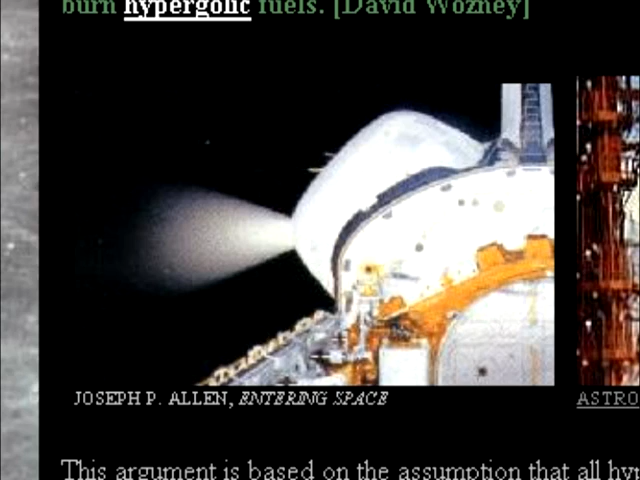 burn hypergolic fuels. [David Wozney]
JOSEPH P. ALLEN, ENTERING SPACE
ASTRO
This argument is based on the assumption that all hyp